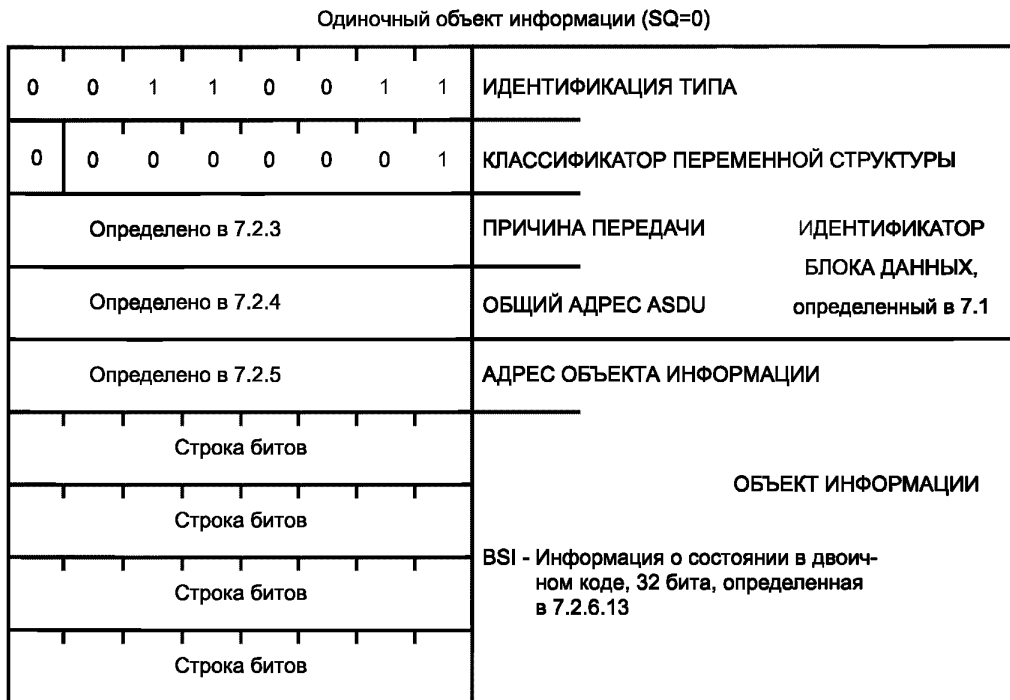 Одиночный объект информации (SQ=0)
0 0 1 1 0 0 1 1 ИДЕНТИФИКАЦИЯ ТИПА
0 0 0 0 0 0 0 1 КЛАССИФИКАТОР ПЕРЕМЕННОЙ СТРУКТУРЫ
Определено в 7.2.3 ПРИЧИНА ПЕРЕДАЧИ ИДЕНТИФИКАТОР
БЛОКА ДАННЫХ,
Определено в 7.2.4 ОБЩИЙ АДРЕС ASDU определенный в 7.1
Определено в 7.2.5 АДРЕС ОБЪЕКТА ИНФОРМАЦИИ
Строка битов
ОБЪЕКТ ИНФОРМАЦИИ
Строка битов
BSI - Информация о состоянии в двоич-
ном коде, 32 бита, определенная
Строка битов
в 7.2.6.13
Строка битов